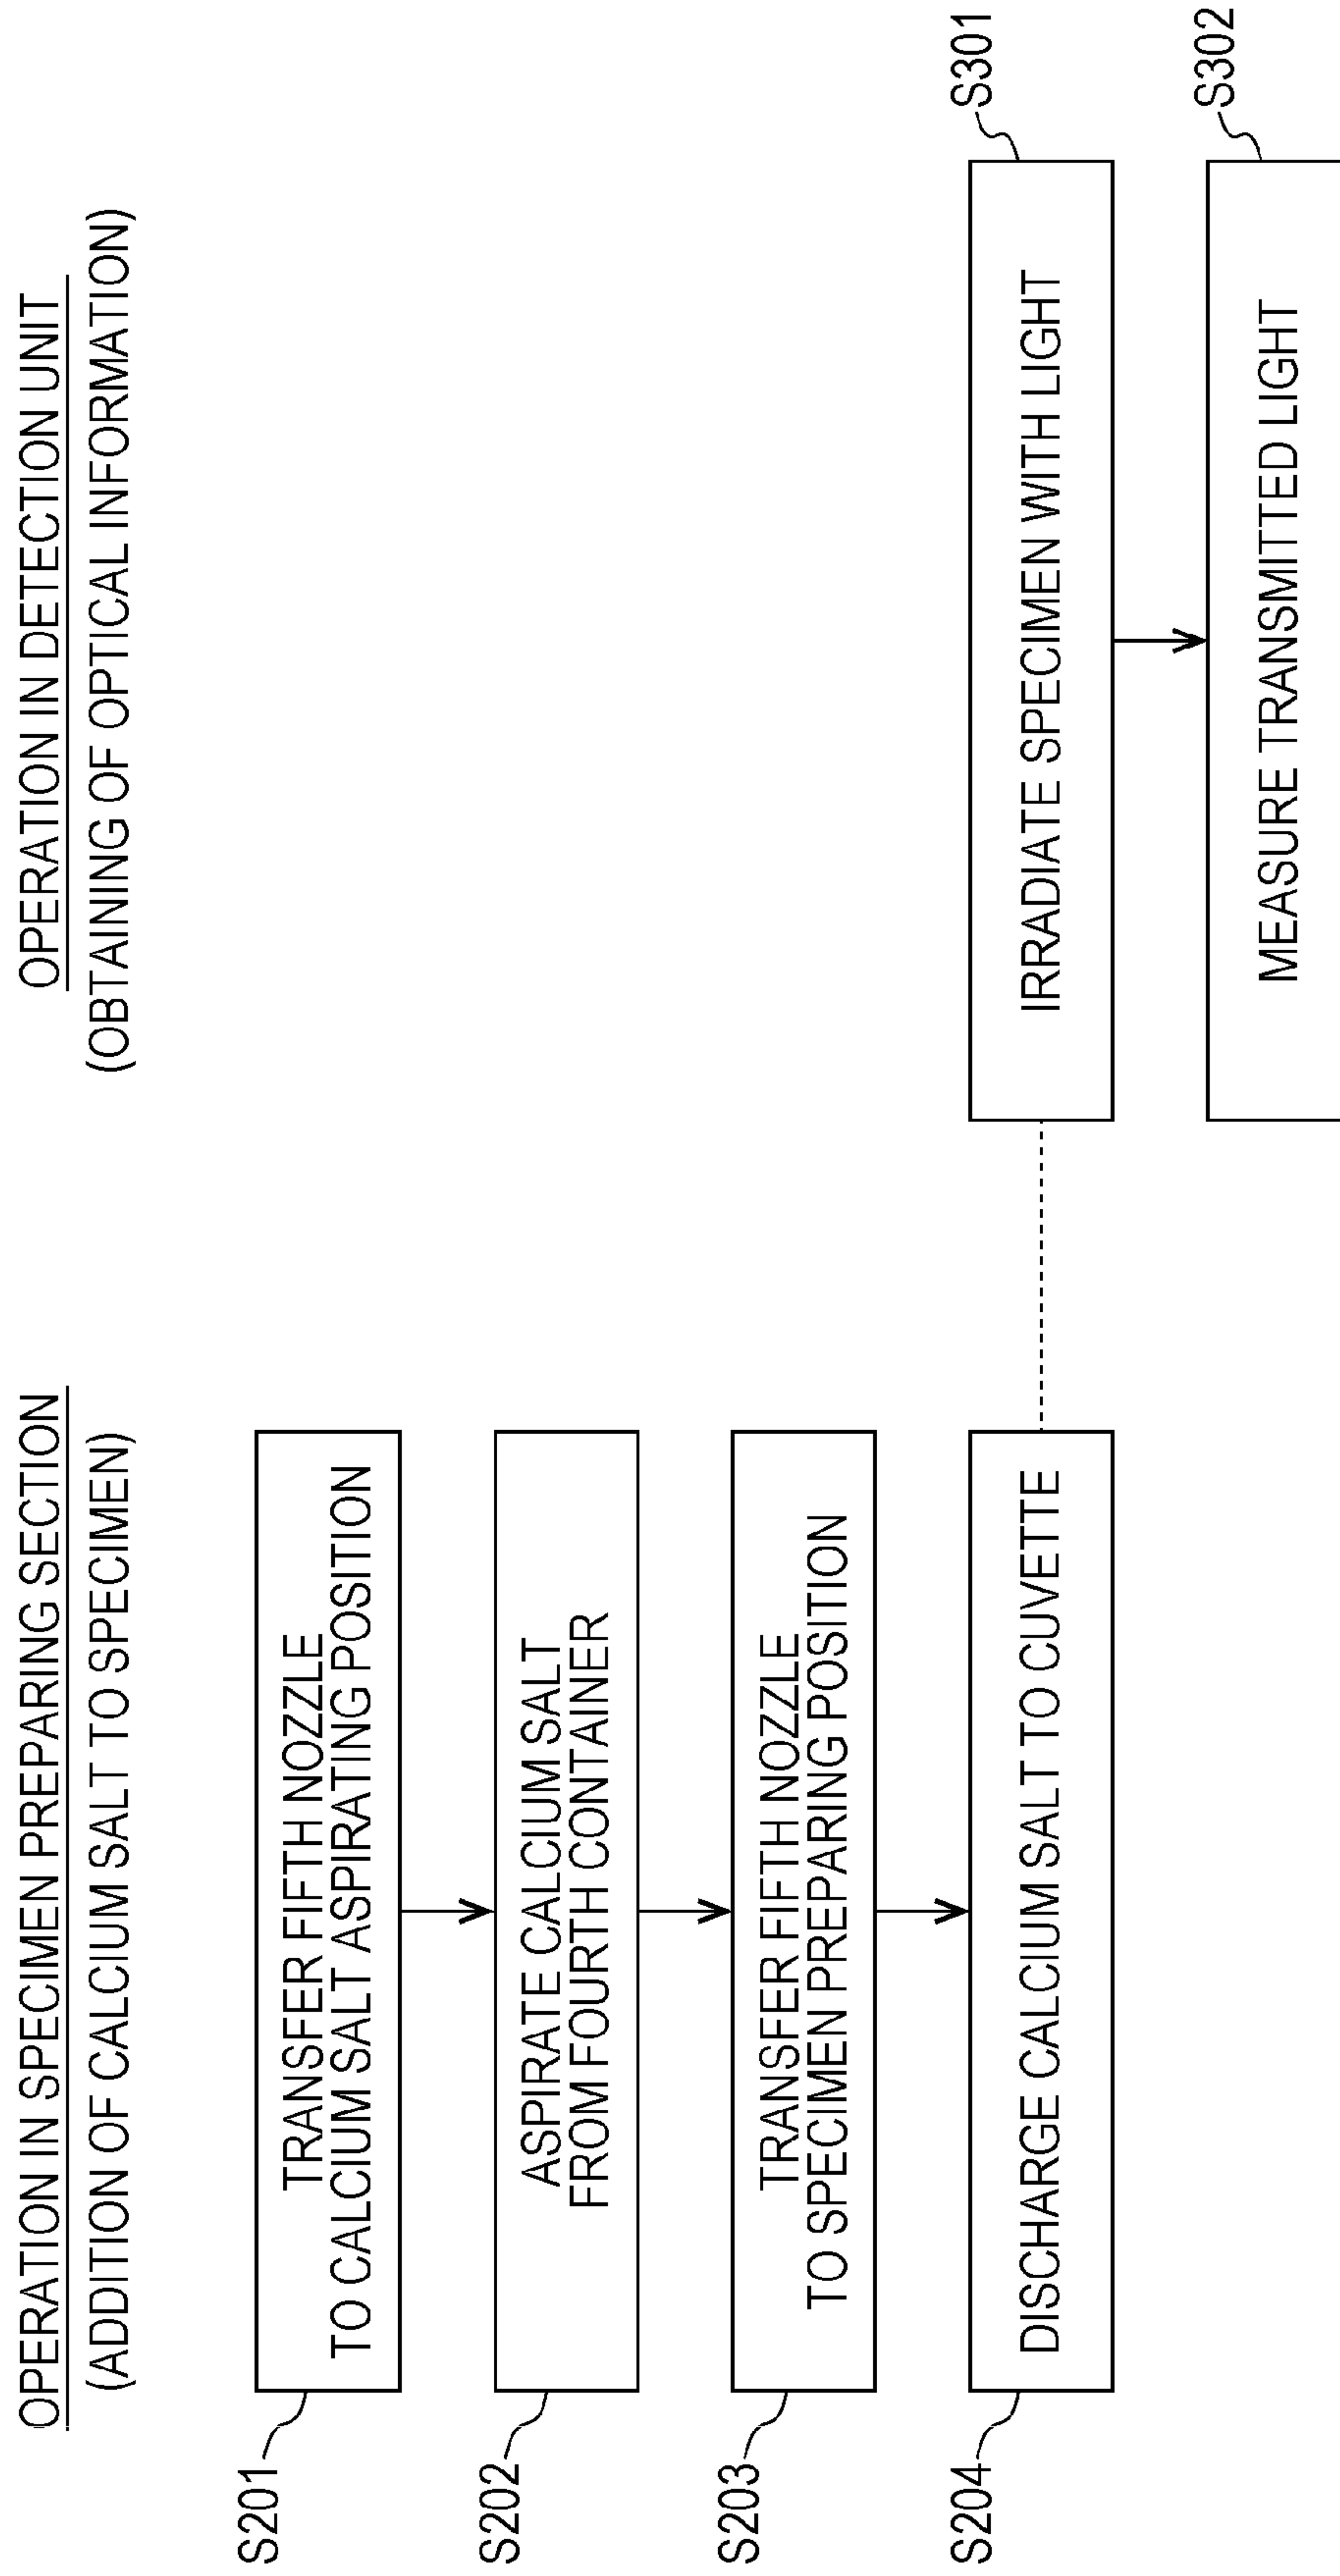 OPERATION IN SPECIMEN PREPARING SECTION
(ADDITION OF CALCIUM SALT TO SPECIMEN)
S201
TRANSFER FIFTH NOZZLE
TO CALCIUM SALT ASPIRATING POSITION
S202
ASPIRATE CALCIUM SALT
FROM FOURTH CONTAINER
S203
TRANSFER FIFTH NOZZLE
TO SPECIMEN PREPARING POSITION
S204
DISCHARGE CALCIUM SALT TO CUVETTE
OPERATION IN DETECTION UNIT
(OBTAINING OF OPTICAL INFORMATION)
S301
IRRADIATE SPECIMEN WITH LIGHT
S302
MEASURE TRANSMITTED LIGHT